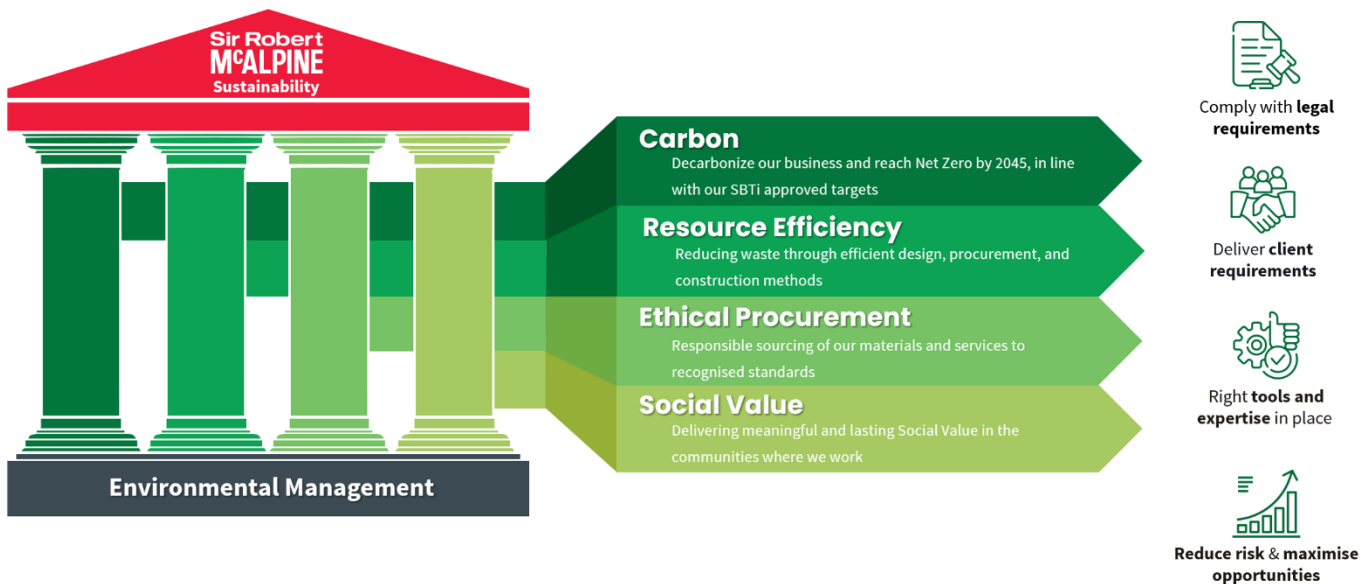 Sir Robert
McALPINE
Sustainability
Environmental Management
Carbon
Decarbonize our business and reach Net Zero by 2045, in line
with our SBTi approved targets
Resource Efficiency
Reducing waste through efficient design, procurement, and
construction methods
Ethical Procurement
Responsible sourcing of our materials and services to
recognised standards
Social Value
Delivering meaningful and lasting Social Value in the
communities where we work
Comply with legal
requirements
Deliver client
requirements
Right tools and
expertise in place
Reduce risk & maximise
opportunities